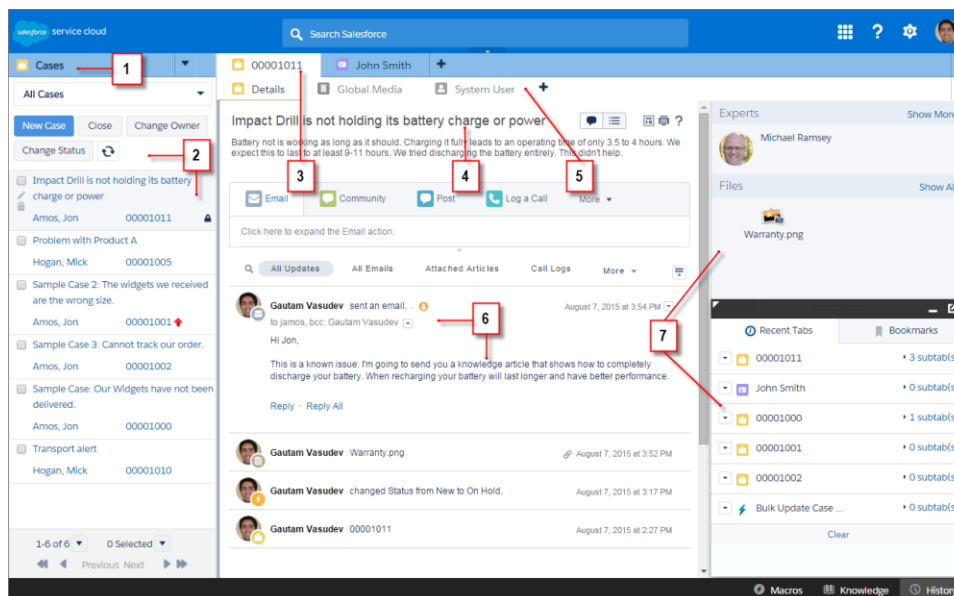 salesforce service cloud
Search Salesforce
Cases
1
All Cases
New Case Close Change Owner
Change Status
2
Impact Drill is not holding its battery
charge or power
Amos, Jon 00001011
Problem with Product A
Hogan, Mick 00001005
Sample Case 2: The widgets we received
are the wrong size.
Amos, Jon 00001001
Sample Case 3: Cannot track our order.
Amos, Jon 00001002
Sample Case: Our Widgets have not been
delivered.
Amos, Jon 00001000
Transport alert
Hogan, Mick 00001010
1-6 of 6 0 Selected
Previous Next
00001011 John Smith
Details Global Media System User
Impact Drill is not holding its battery charge or power
Battery not is working as long as it should. Charging it fully leads to an operating time of only 3.5 to 4 hours. We
expect this to last to at least 9-11 hours. We tried discharging the battery entirely. This didn't help.
3
4
5
Email Community Post Log a Call More
Click here to expand the Email action.
All Updates All Emails Attached Articles Call Logs More
Gautam Vasudev sent an email. - August 7, 2015 at 3:54 PM
to jamos, bcc: Gautam Vasudev
6
Hi Jon,
This is a known issue. I'm going to send you a knowledge article that shows how to completely
discharge your battery. When recharging your battery will last longer and have better performance.
Reply · Reply All
Gautam Vasudev Warranty.png August 7, 2015 at 3:52 PM
Gautam Vasudev changed Status from New to On Hold. August 7, 2015 at 3:17 PM
Gautam Vasudev 00001011 August 7, 2015 at 2:27 PM
Experts Show More
Michael Ramsey
Files Show Al
Warranty.png
7
Recent Tabs Bookmarks
00001011 3 subtab(s
John Smith 0 subtab(s
00001000 1 subtab(s
00001001 0 subtab(s
00001002 0 subtab(s
Bulk Update Case ... 0 subtab(s
Clear
Macros Knowledge Histor